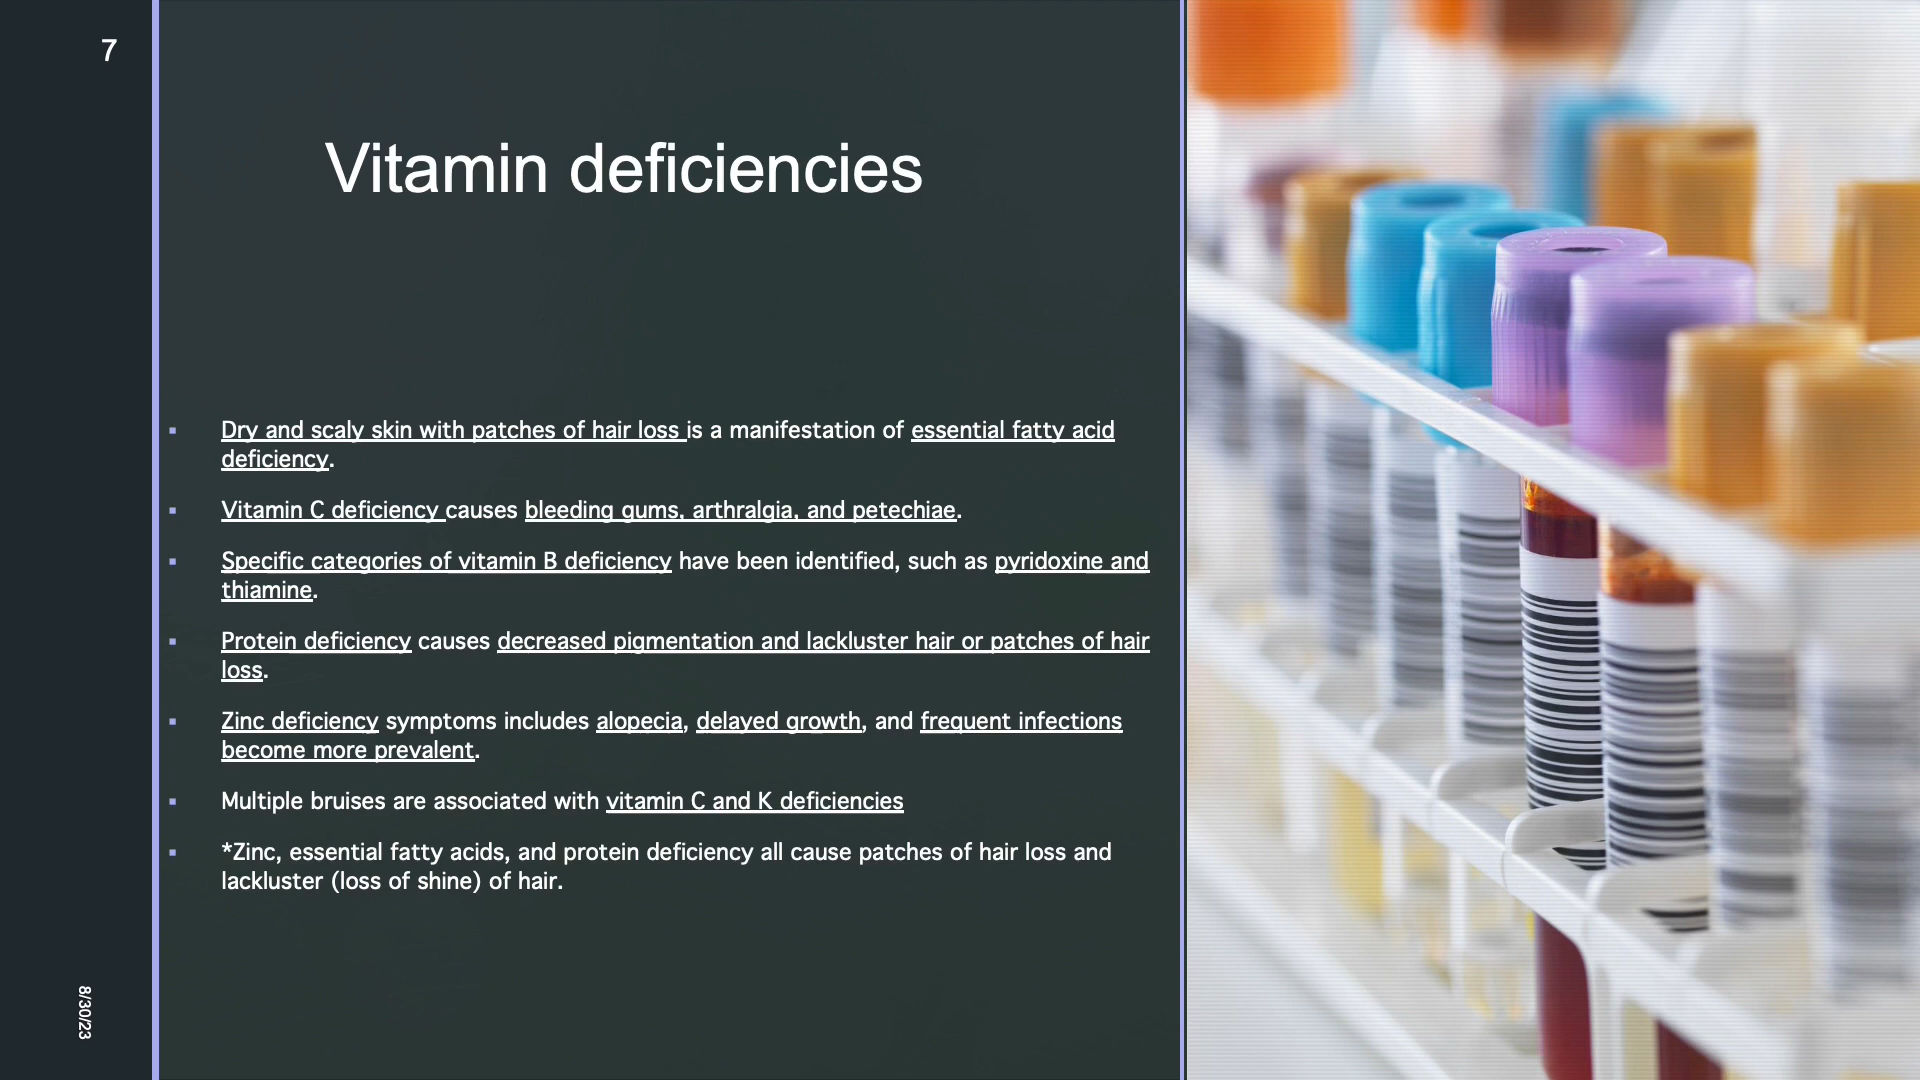 7
Vitamin deficiencies
▪ Dry and scaly skin with patches of hair loss is a manifestation of essential fatty acid
deficiency.
▪ Vitamin C deficiency causes bleeding gums, arthralgia, and petechiae.
▪ Specific categories of vitamin B deficiency have been identified, such as pyridoxine and
thiamine.
▪ Protein deficiency causes decreased pigmentation and lackluster hair or patches of hair
loss.
▪ Zinc deficiency symptoms includes alopecia, delayed growth, and frequent infections
become more prevalent.
▪ Multiple bruises are associated with vitamin C and K deficiencies
▪ *Zinc, essential fatty acids, and protein deficiency all cause patches of hair loss and
lackluster (loss of shine) of hair.
8/30/23